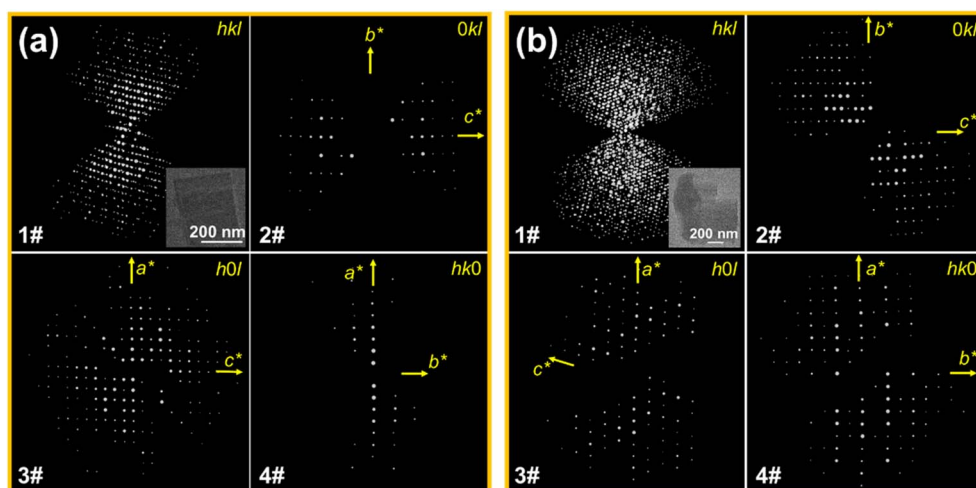 (a)
hkl
1#
200 nm
0kl
b*
c*
2#
h0l
a*
c*
3#
hk0
a*
b*
4#
(b)
hkl
1#
200 nm
0kl
b*
c*
2#
h0l
a*
c*
3#
hk0
a*
b*
4#